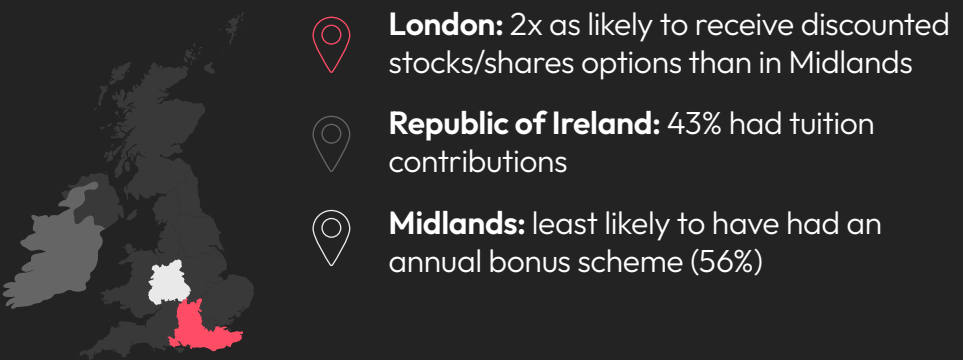 London: 2x as likely to receive discounted
stocks/shares options than in Midlands
Republic of Ireland: 43% had tuition
contributions
Midlands: least likely to have had an
annual bonus scheme (56%)